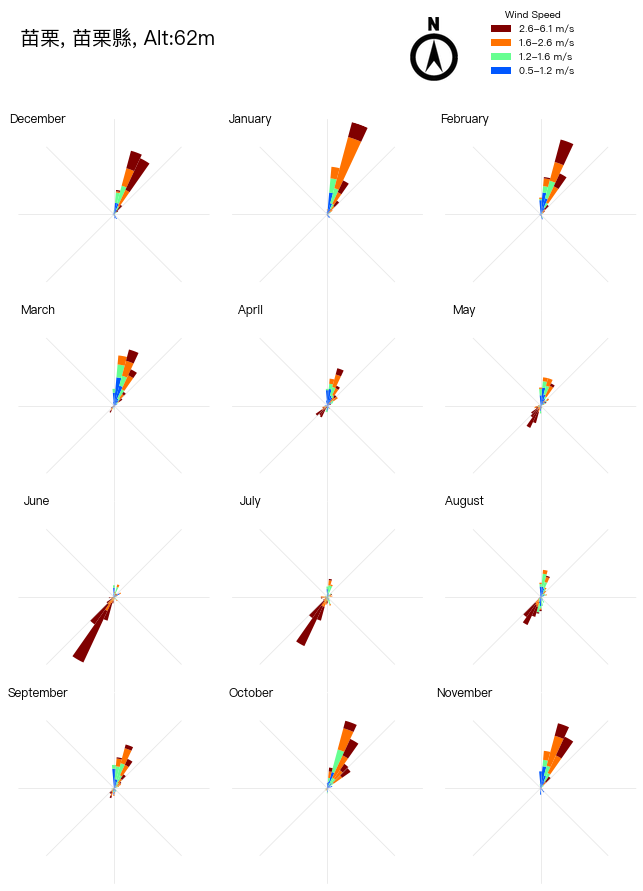 苗栗, 苗栗縣, Alt:62m
N
Wind Speed
2.6–6.1 m/s
1.6–2.6 m/s
1.2–1.6 m/s
0.5–1.2 m/s
December
January
February
March
April
May
June
July
August
September
October
November